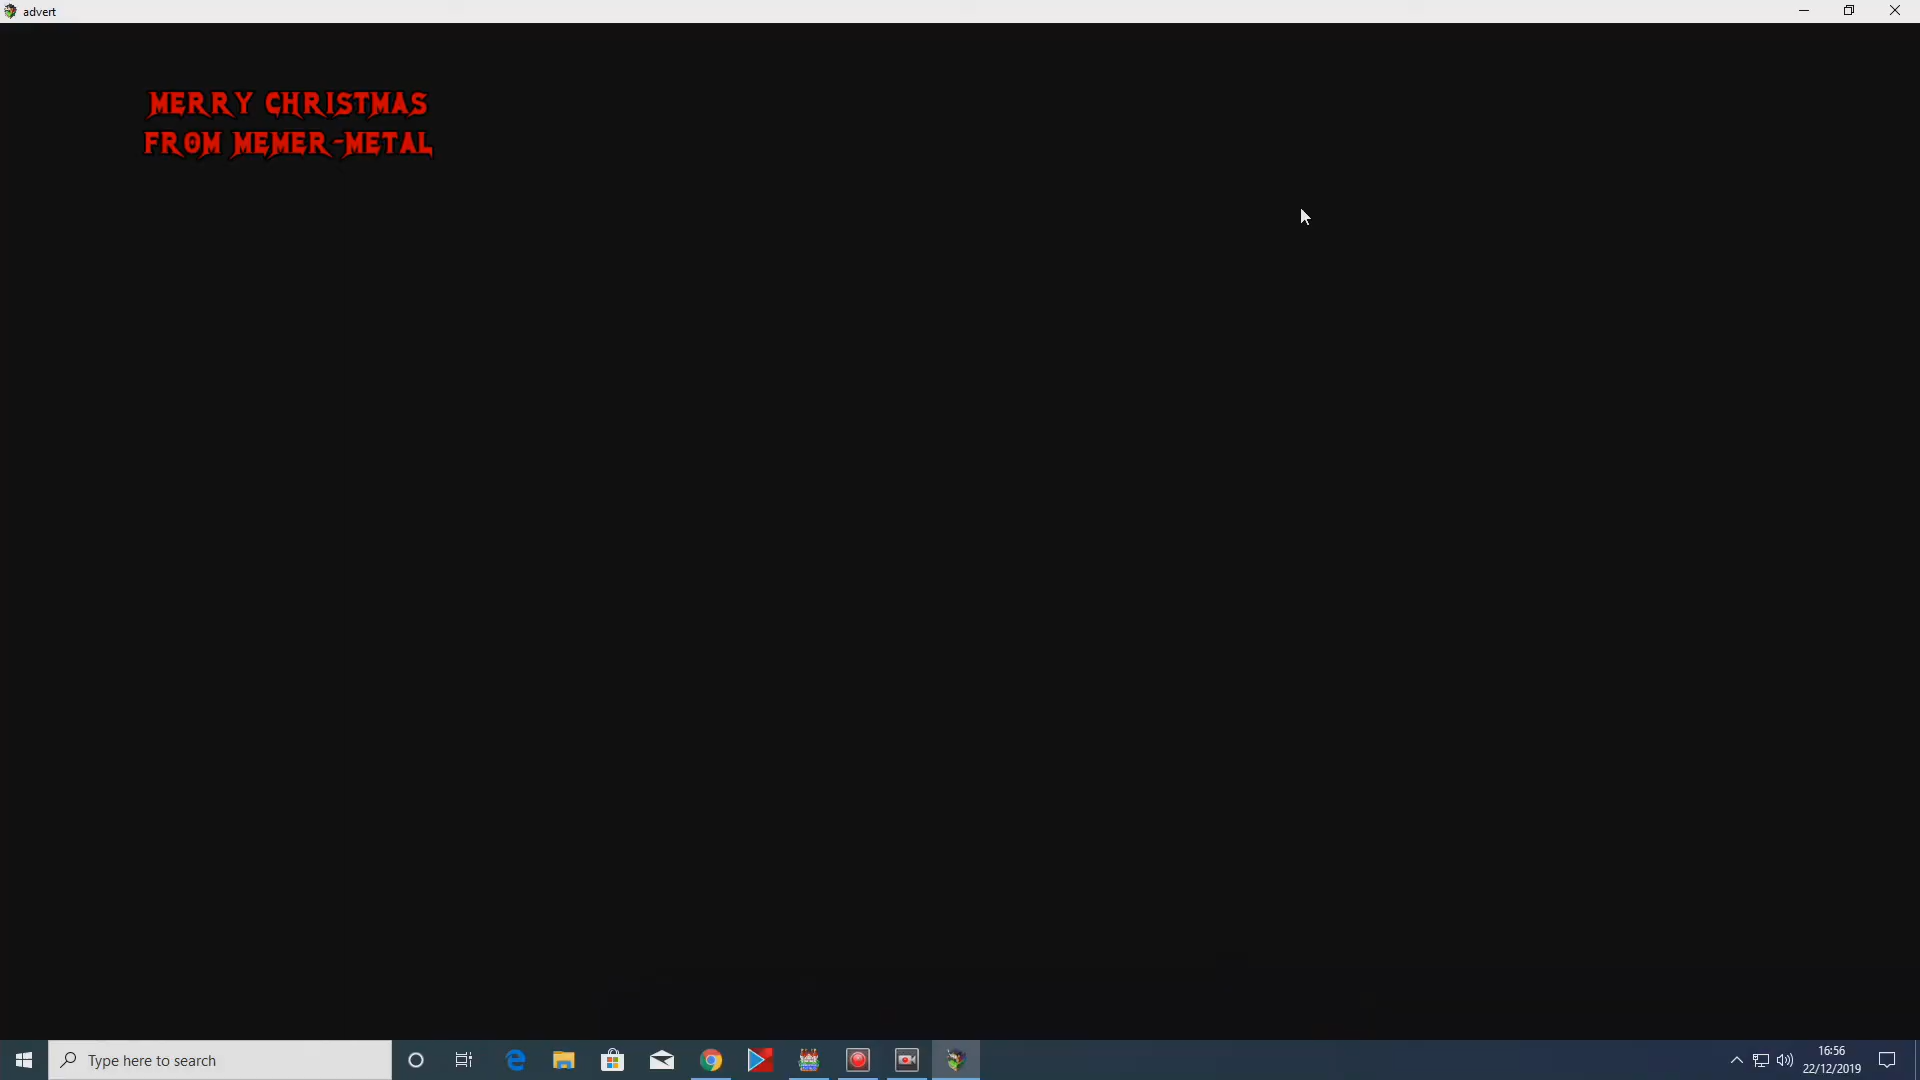 advert
MERRY CHRISTMAS
FROM MEMER-METAL
Type here to search
16:56
22/12/2019